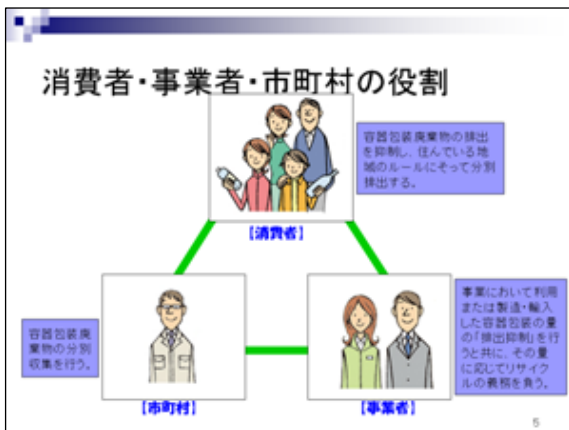 消費者・事業者・市町村の役割
容器包装廃棄物の排出
を抑制し、住んでいる地
域のルールにそって分別
排出する。
【消費者】
事業において利用
または製造・輸入
した容器包装の量
の「排出抑制」を行
うと共に、その量
に応じてリサイクル
の義務を負う。
容器包装廃
棄物の分別
収集を行う。
【市町村】
【事業者】
5